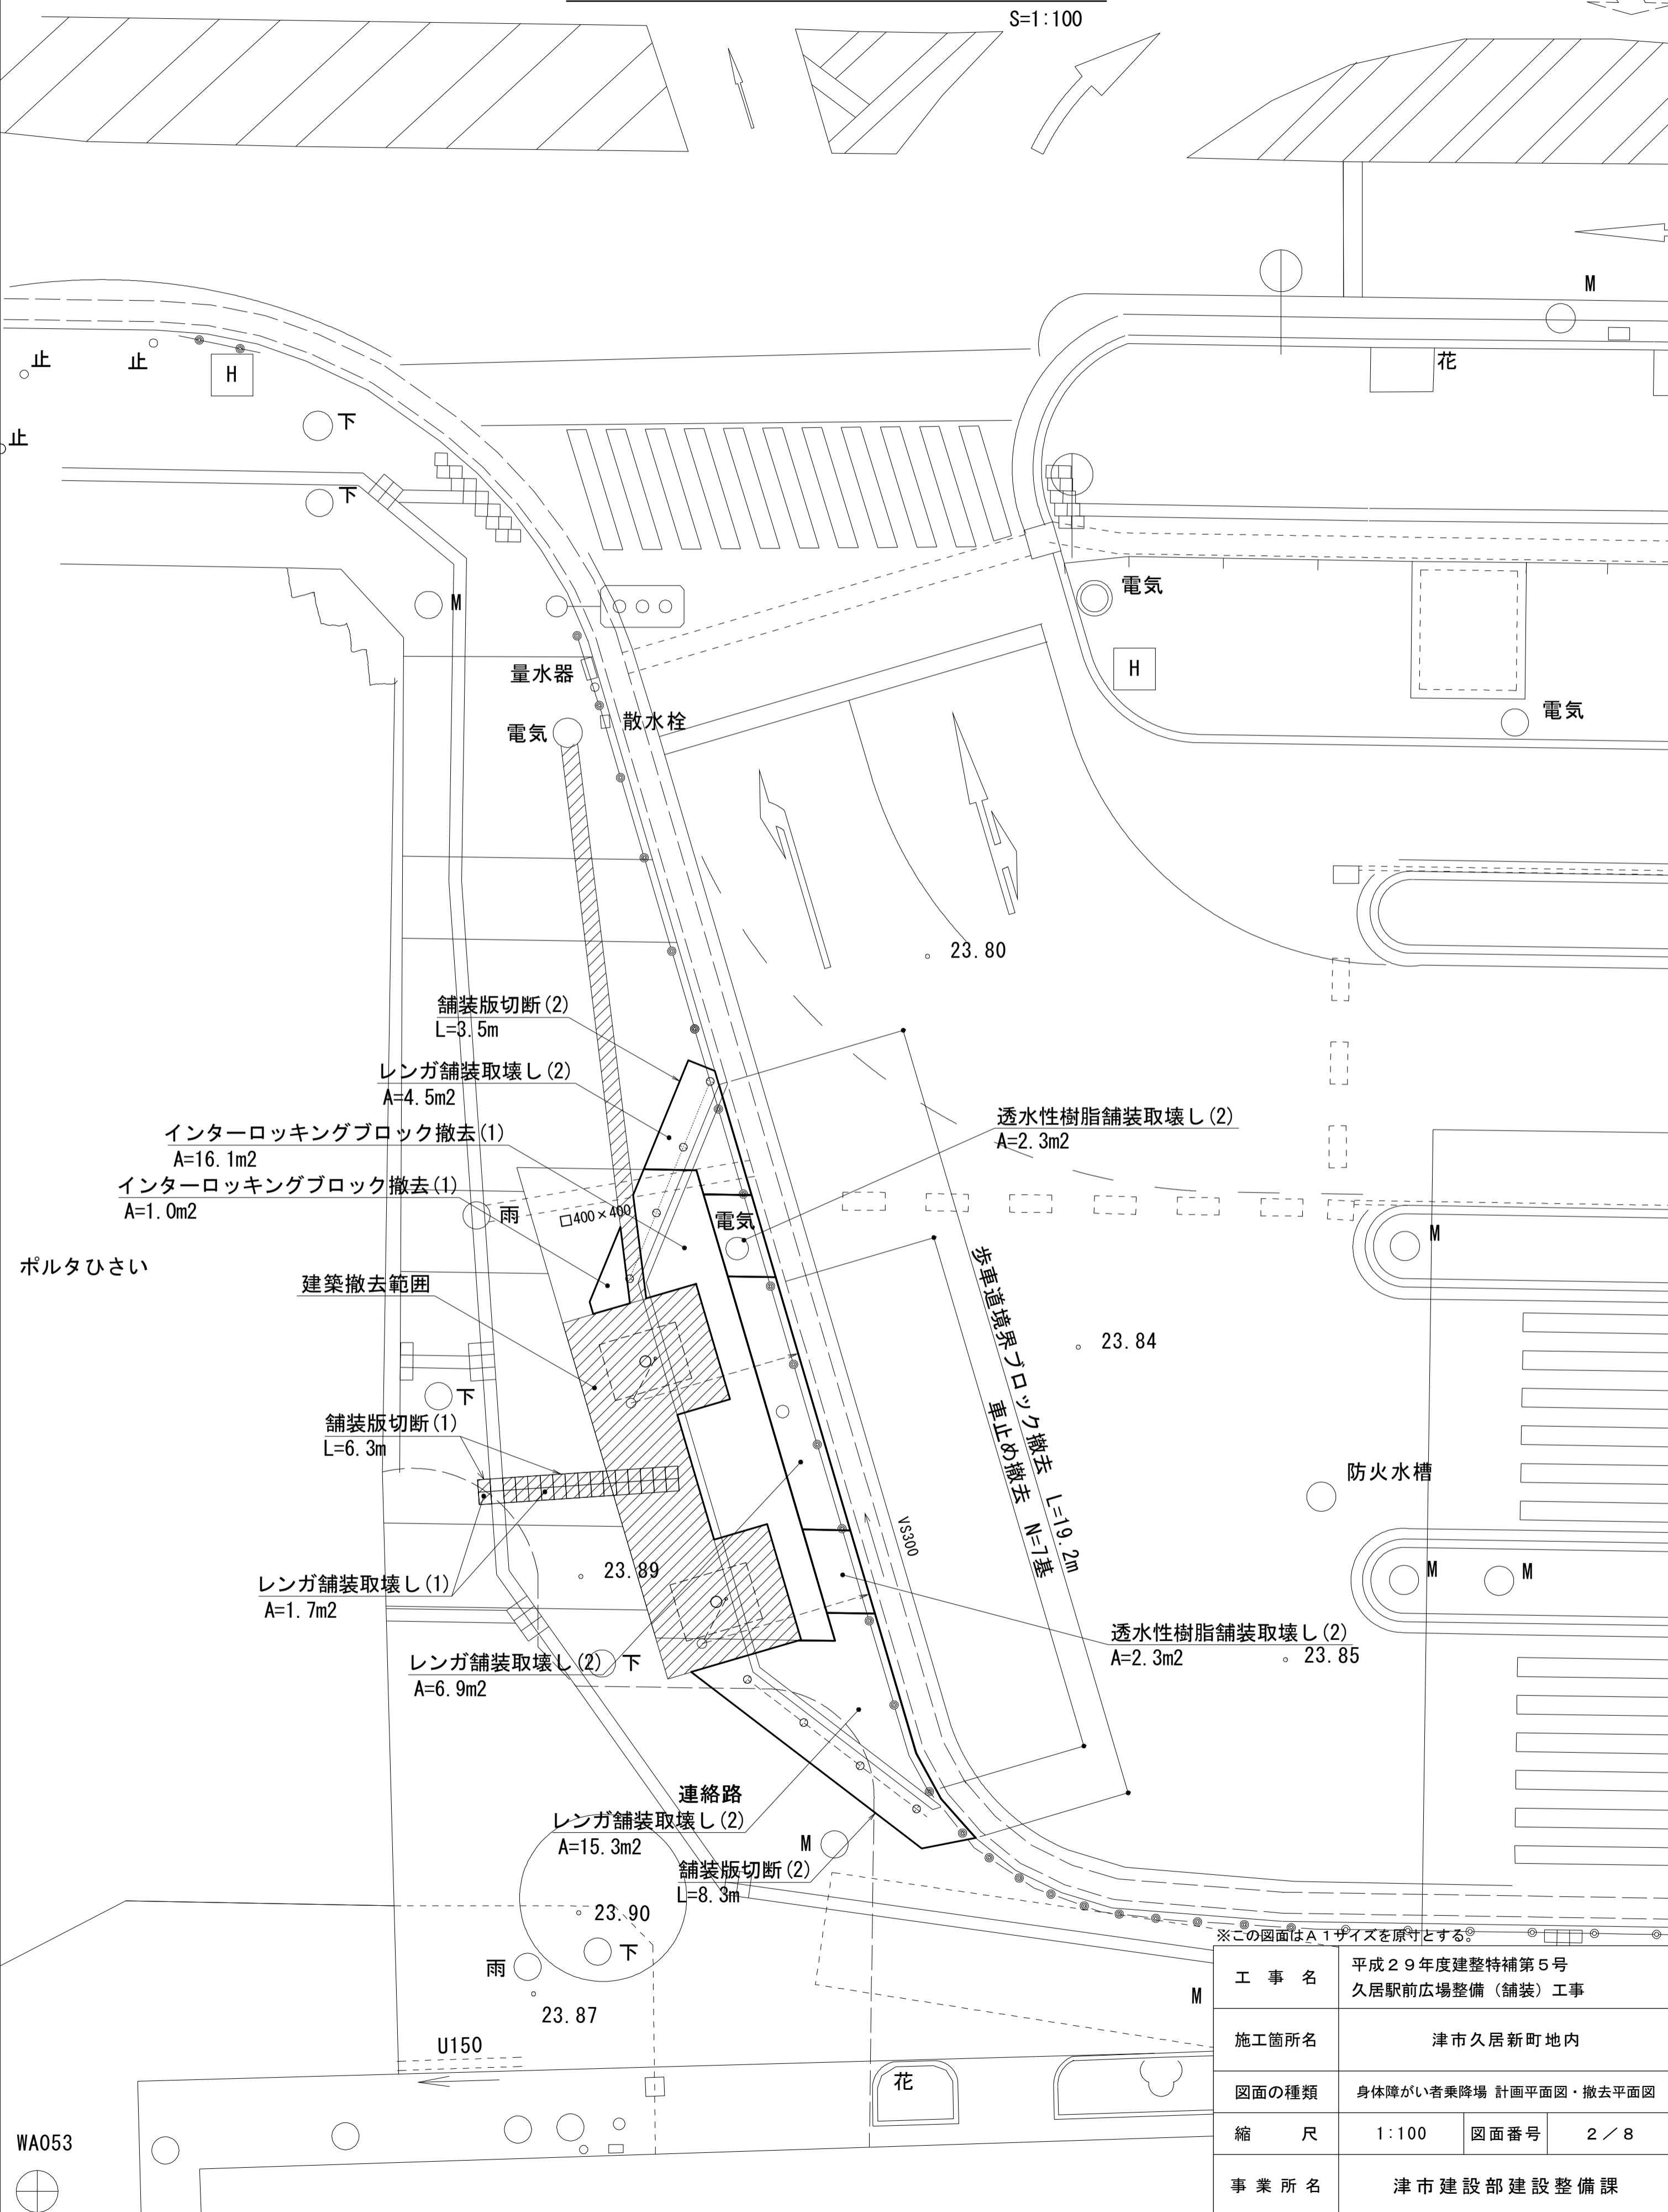 S=1:100
M
止
止
H
花
下
止
下
電気
M
H
量水器
電気
散水栓
電気
23.80
舗装版切断(2)
L=3.5m
レンガ舗装取壊し(2)
A=4.5m2
透水性樹脂舗装取壊し(2)
A=2.3m2
インターロッキングブロック撤去(1)
A=16.1m2
インターロッキングブロック撤去(1)
A=1.0m2
雨
□400×400
電気
M
ポルタひさい
建築撤去範囲
歩車道境界ブロック撤去 L=19.2m
車止め撤去 N=7基
23.84
下
舗装版切断(1)
L=6.3m
防火水槽
VS300
23.89
M
M
レンガ舗装取壊し(1)
A=1.7m2
透水性樹脂舗装取壊し(2)
A=2.3m2
23.85
レンガ舗装取壊し(2)
A=6.9m2
下
連絡路
レンガ舗装取壊し(2)
A=15.3m2
M
舗装版切断(2)
L=8.3m
23.90
下
雨
23.87
M
U150
花
WA053
※この図面はA1サイズを原寸とする。
工事名
平成29年度建整特補第5号
久居駅前広場整備(舗装)工事
施工箇所名
津市久居新町地内
図面の種類
身体障がい者乗降場 計画平面図・撤去平面図
縮尺
1:100
図面番号
2/8
事業所名
津市建設部建設整備課